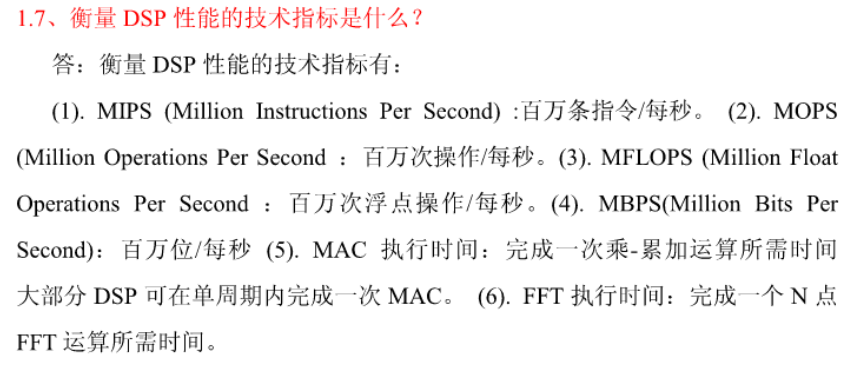 1.7、衡量 DSP 性能的技术指标是什么？
答：衡量 DSP 性能的技术指标有：
(1). MIPS (Million Instructions Per Second) :百万条指令/每秒。 (2). MOPS
(Million Operations Per Second ：百万次操作/每秒。(3). MFLOPS (Million Float
Operations Per Second ：百万次浮点操作/每秒。(4). MBPS(Million Bits Per
Second)：百万位/每秒 (5). MAC 执行时间：完成一次乘-累加运算所需时间
大部分 DSP 可在单周期内完成一次 MAC。 (6). FFT 执行时间：完成一个 N 点
FFT 运算所需时间。